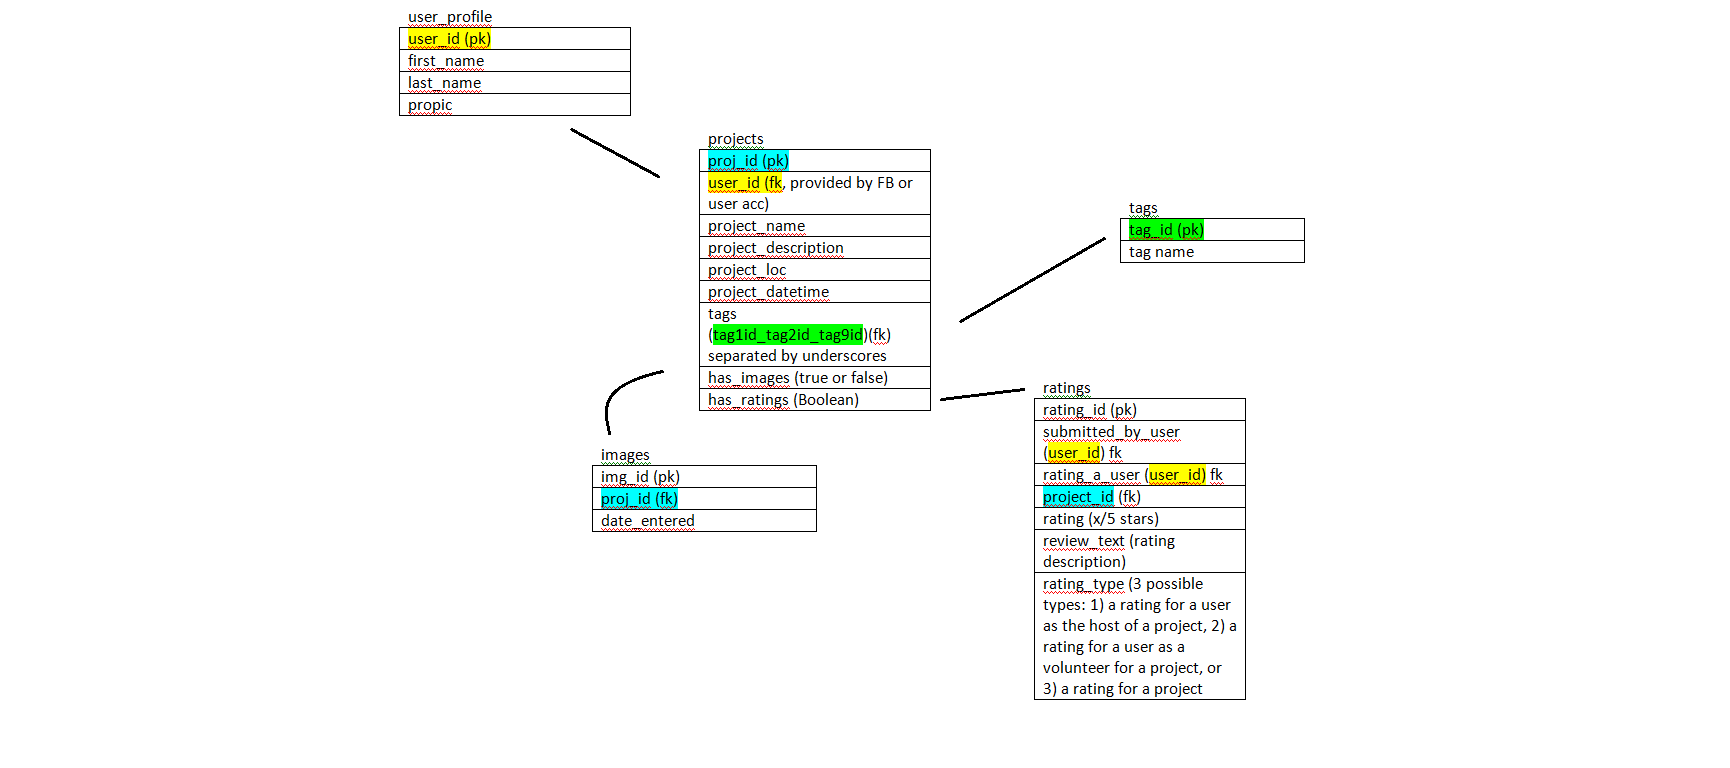 user_profile
user_id (pk)
first_name
last_name
propic
projects
proj_id (pk)
user_id (fk, provided by FB or
user acc)
project_name
project_description
project_loc
project_datetime
tags
(tag1id_tag2id_tag9id)(fk)
separated by underscores
has_images (true or false)
has_ratings (Boolean)
tags
tag_id (pk)
tag name
images
img_id (pk)
proj_id (fk)
date_entered
ratings
rating_id (pk)
submitted_by_user
(user_id) fk
rating_a_user (user_id) fk
project_id (fk)
rating (x/5 stars)
review_text (rating
description)
rating_type (3 possible
types: 1) a rating for a user
as the host of a project, 2) a
rating for a user as a
volunteer for a project, or
3) a rating for a project